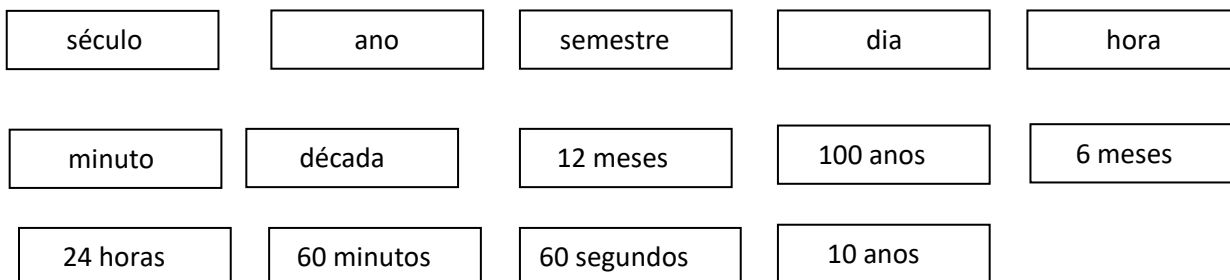 século ano semestre dia hora
minuto década 12 meses 100 anos 6 meses
24 horas 60 minutos 60 segundos 10 anos